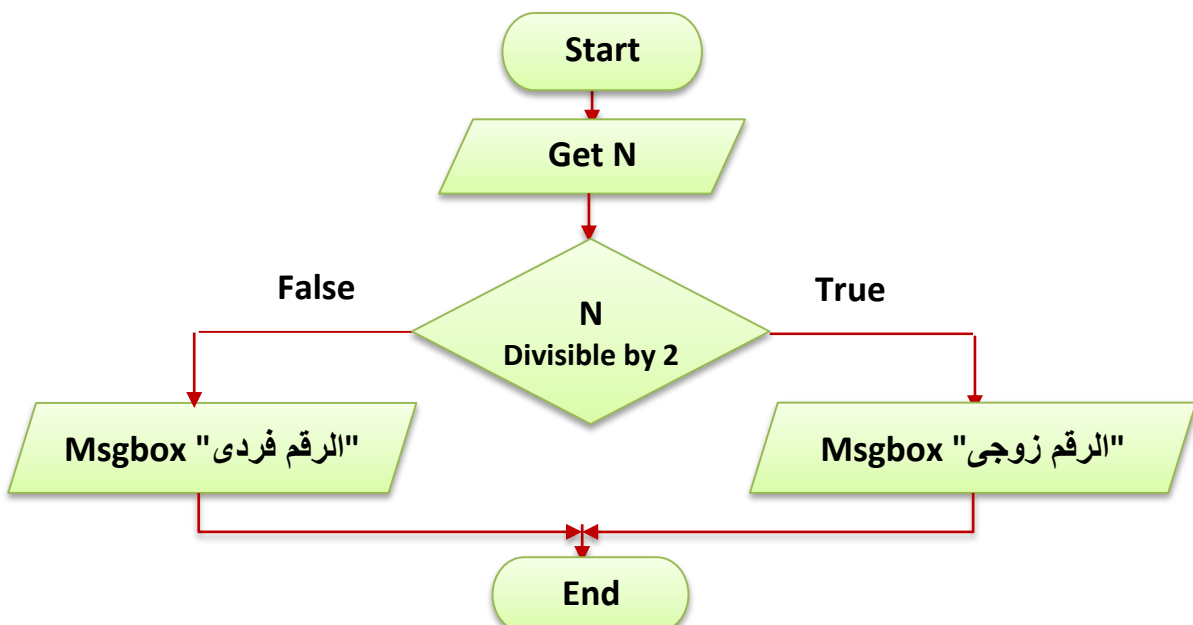 Start
Get N
False
True
N
Divisible by 2
Msgbox "الرقم فردى"
Msgbox "الرقم زوجى"
End